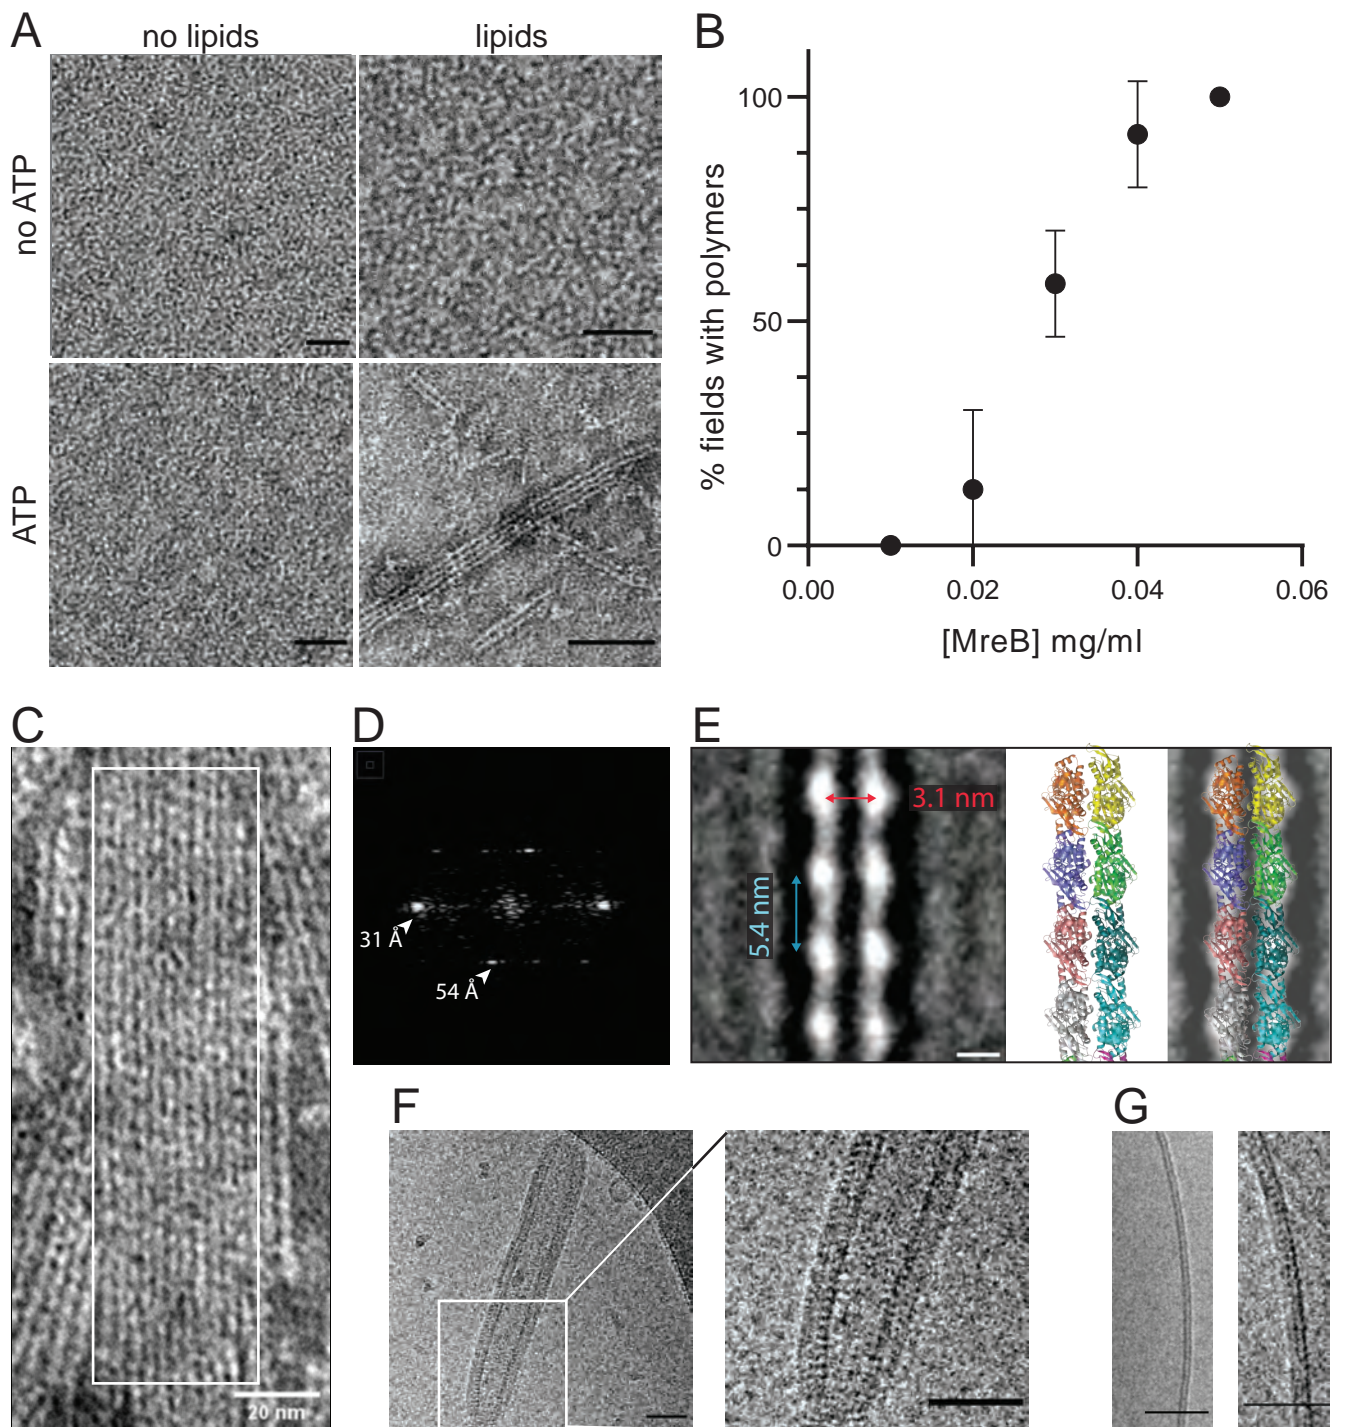 A
no lipids
lipids
no ATP
ATP
B
% fields with polymers
100
50
0
0.00
0.02
0.04
0.06
[MreB] mg/ml
C
20 nm
D
31 Å
54 Å
E
3.1 nm
5.4 nm
F
G